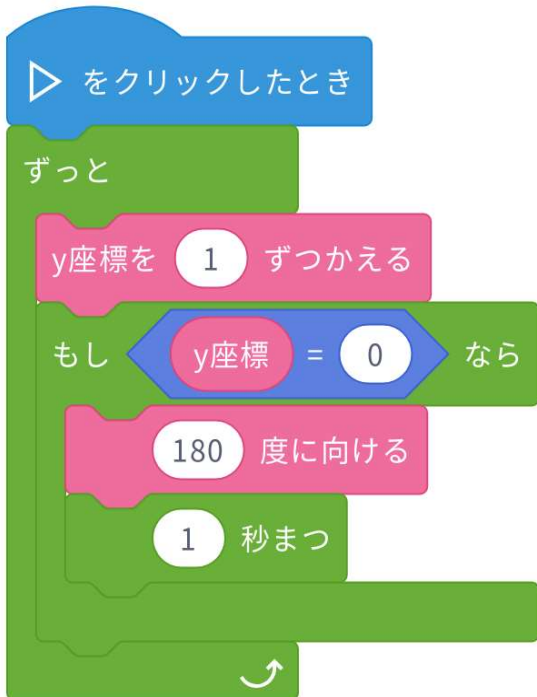 をクリックしたとき
ずっと
y座標を 1 ずつかえる
もし y座標 = 0 なら
180 度に向ける
1 秒まつ